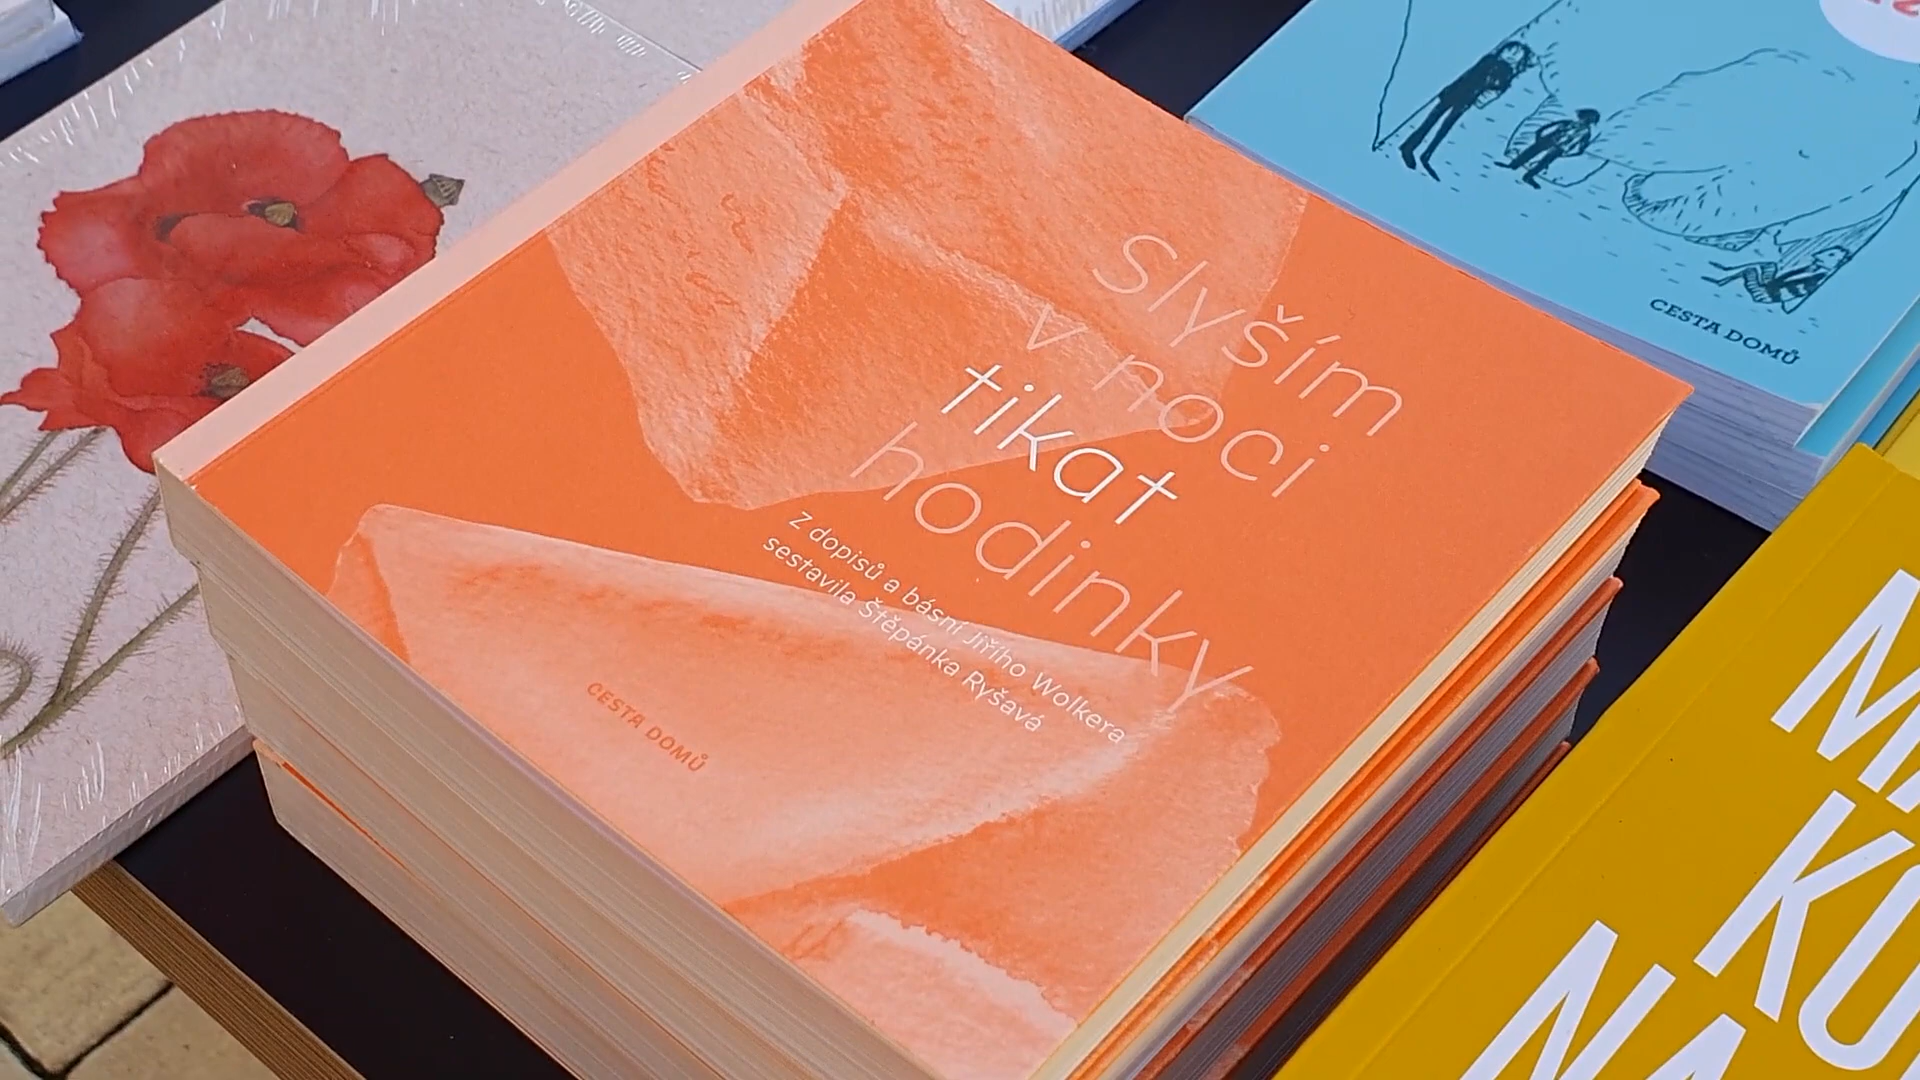 Slyším
v noci
tikat
hodinky
Z dopisů a básní Jiřího Wolkera
sestavila Štěpánka Ryšavá
CESTA DOMŮ
CESTA DOMŮ